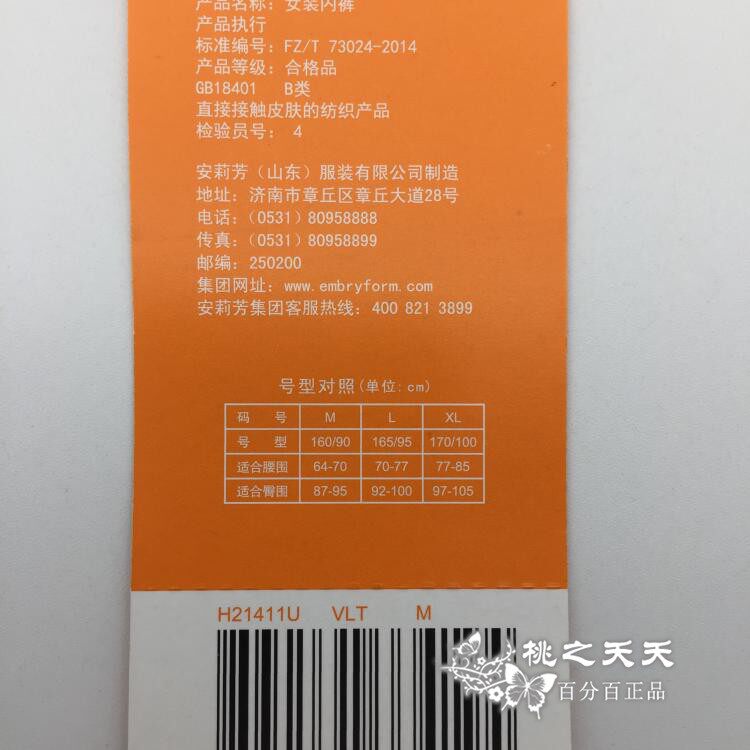 产品名称：女装内裤
产品执行
标准编号：FZ/T 73024-2014
产品等级：合格品
GB18401 B类
直接接触皮肤的纺织产品
检验员号：4
安莉芳（山东）服装有限公司制造
地址：济南市章丘区章丘大道28号
电话：（0531）80958888
传真：（0531）80958899
邮编：250200
集团网址：www.embryform.com
安莉芳集团客服热线：400 821 3899
号型对照(单位:cm)
码 号 M L XL
号 型 160/90 165/95 170/100
适合腰围 64-70 70-77 77-85
适合臀围 87-95 92-100 97-105
H21411U VLT M
桃之天天
百分百正品